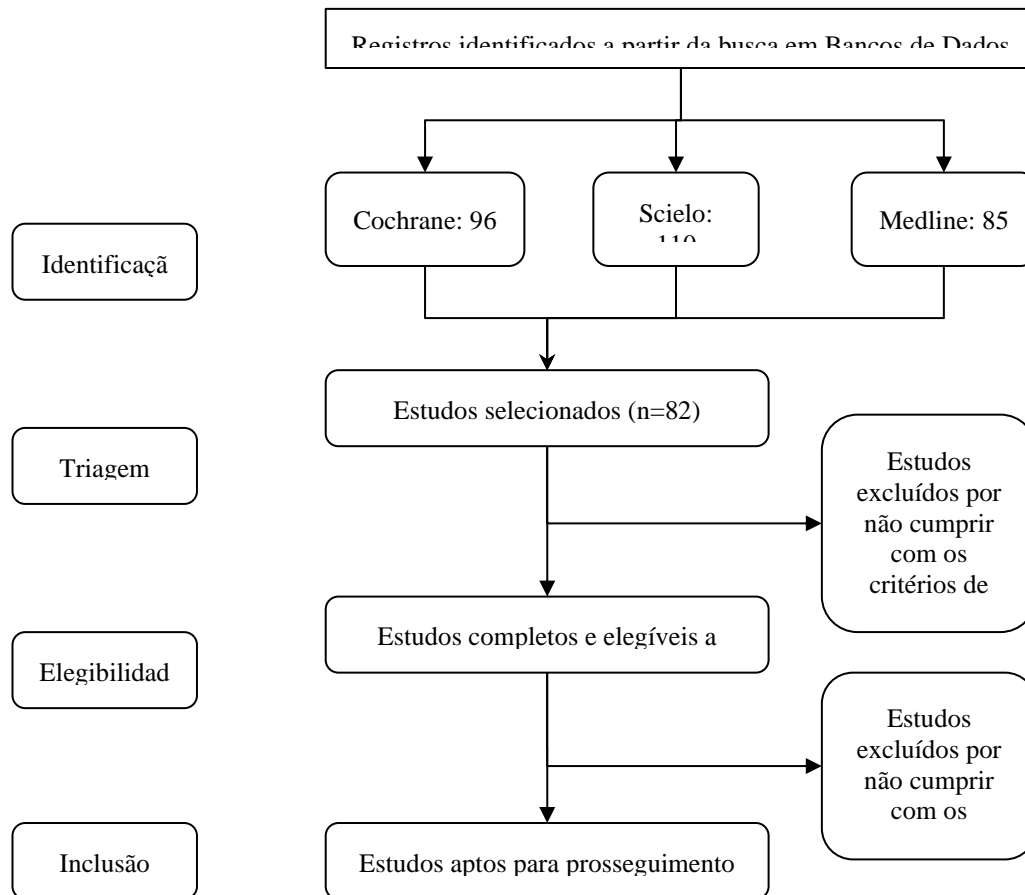 Registros identificados a partir da busca em Bancos de Dados
Cochrane: 96
Scielo:
110
Medline: 85
Identificaçã
Estudos selecionados (n=82)
Triagem
Estudos
excluídos por
não cumprir
com os
critérios de
Estudos completos e elegíveis a
Elegibilidad
Estudos
excluídos por
não cumprir
com os
Inclusão
Estudos aptos para prosseguimento